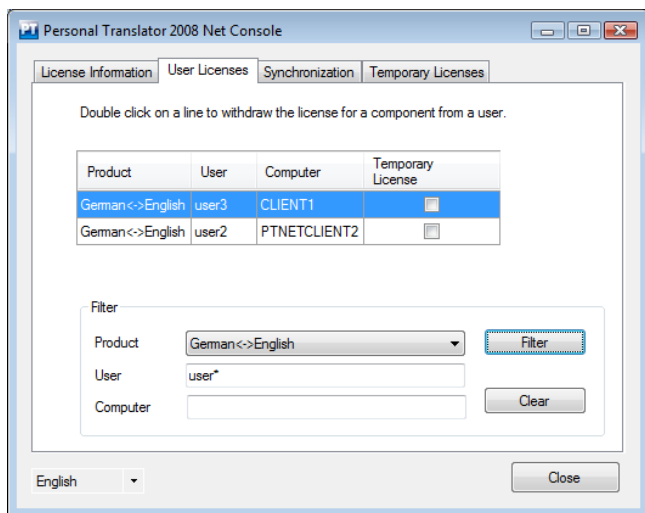 PT Personal Translator 2008 Net Console
License Information User Licenses Synchronization Temporary Licenses
Double click on a line to withdraw the license for a component from a user.
Product User Computer Temporary License
German<->English user3 CLIENT1
German<->English user2 PTNETCLIENT2
Filter
Product German<->English Filter
User user*
Computer Clear
English Close